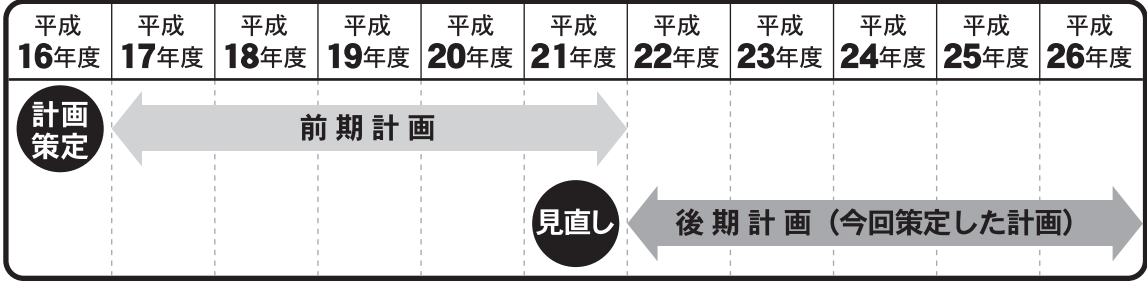 平成 平成 平成 平成 平成 平成 平成 平成 平成 平成 平成
16年度 17年度 18年度 19年度 20年度 21年度 22年度 23年度 24年度 25年度 26年度
計画
策定
前期計画
見直し
後期計画（今回策定した計画）